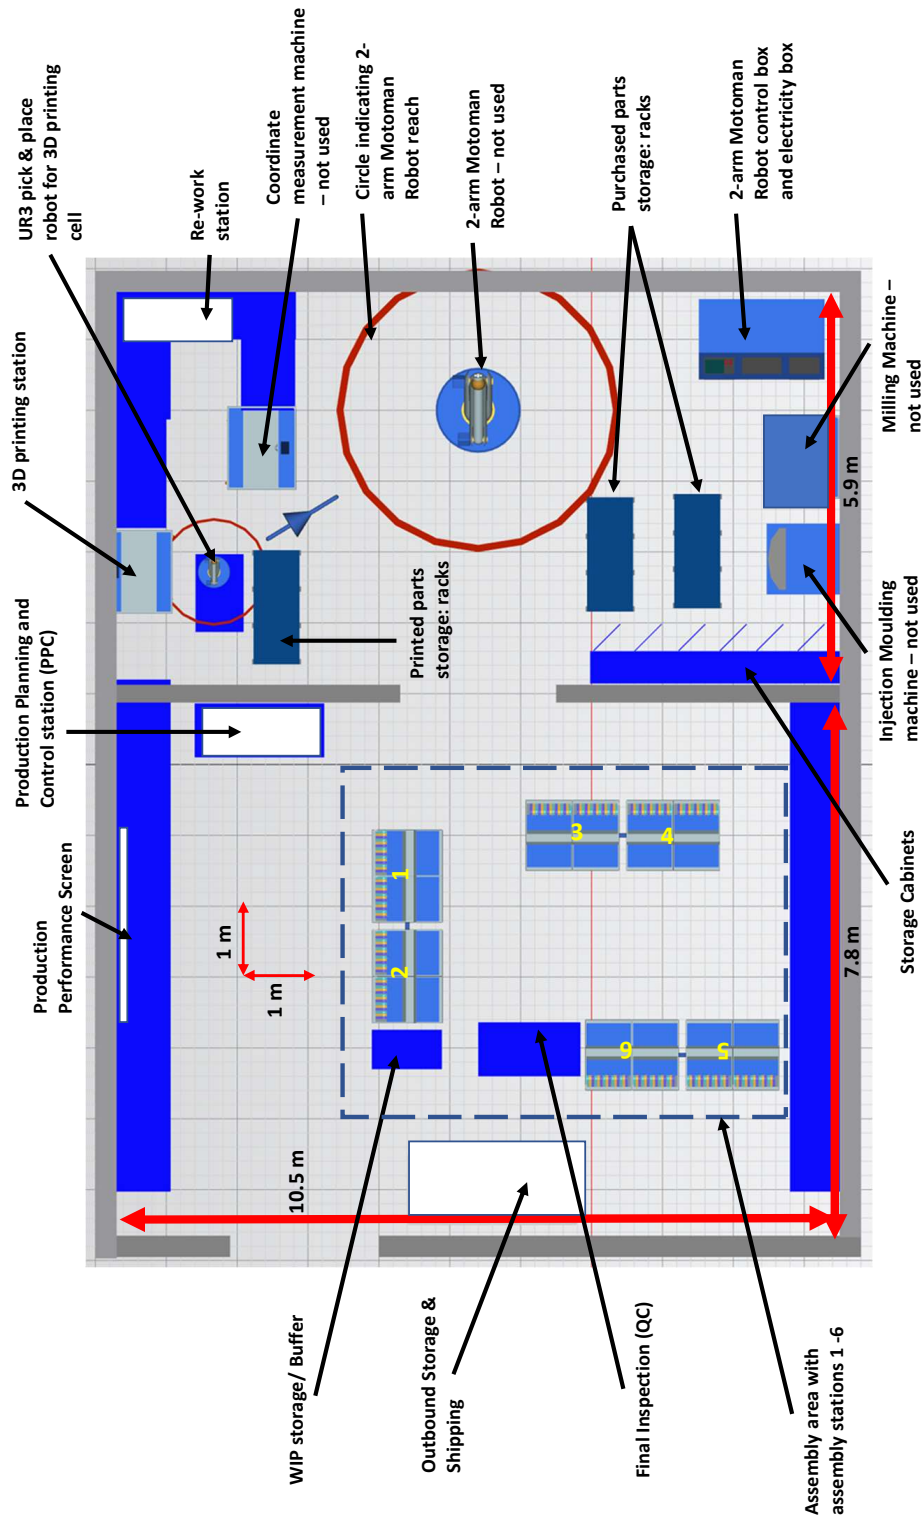 UR3 pick & place
robot for 3D printing
cell
3D printing station
Production Planning and
Control station (PPC)
Production
Performance Screen
Re-work
station
Coordinate
measurement machine
– not used
Circle indicating 2-
arm Motoman
Robot reach
2-arm Motoman
Robot – not used
Purchased parts
storage: racks
2-arm Motoman
Robot control box
and electricity box
Printed parts
storage: racks
1 m
1 m
10.5 m
1
2
3
4
6
5
7.8 m
5.9 m
WIP storage/ Buffer
Outbound Storage &
Shipping
Final Inspection (QC)
Assembly area with
assembly stations 1 -6
Storage Cabinets
Injection Moulding
machine – not used
Milling Machine –
not used